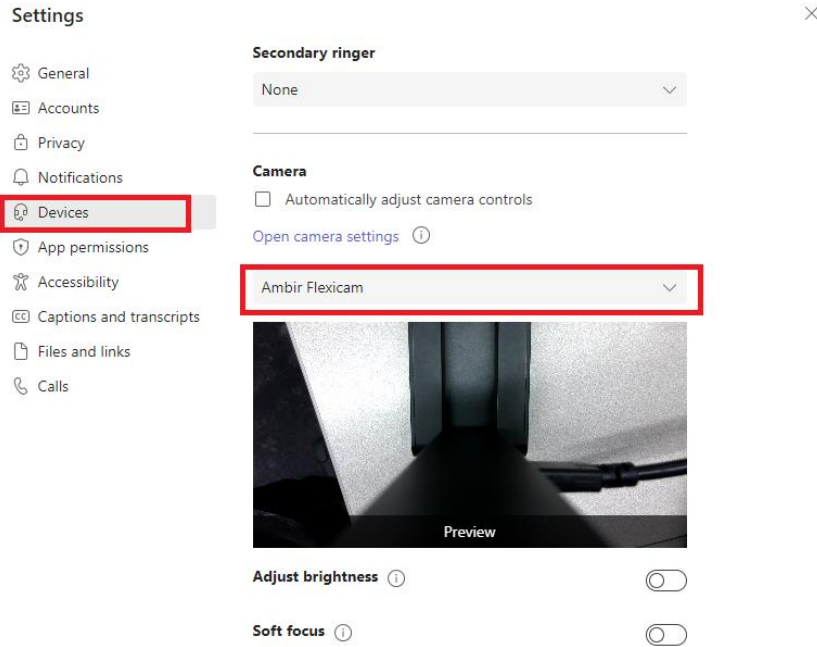 Settings
General
Accounts
Privacy
Notifications
Devices
App permissions
Accessibility
CC Captions and transcripts
Files and links
Calls
Secondary ringer
None
Camera
Automatically adjust camera controls
Open camera settings
Ambir Flexicam
Preview
Adjust brightness
Soft focus